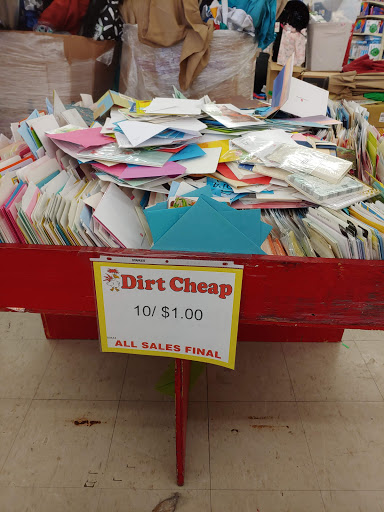 Dirt Cheap
10/ $1.00
ALL SALES FINAL